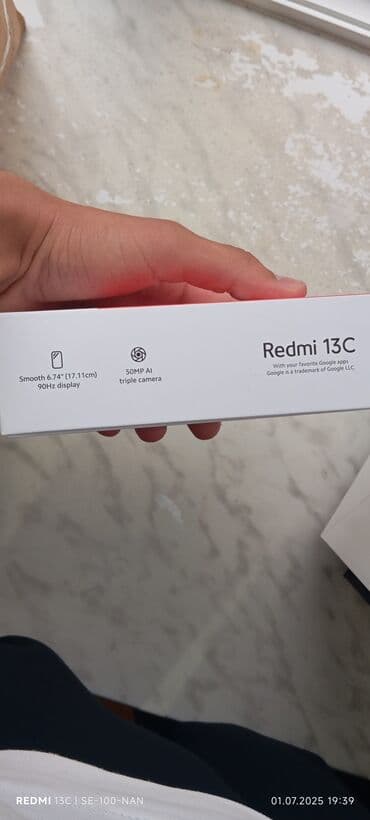 Smooth 6.74" (17.11cm)
90Hz display
50MP AI
triple camera
Redmi 13C
With your favorite Google apps
Google is a trademark of Google LLC.
REDMI 13C | SE-100-NAN
01.07.2025 19:39